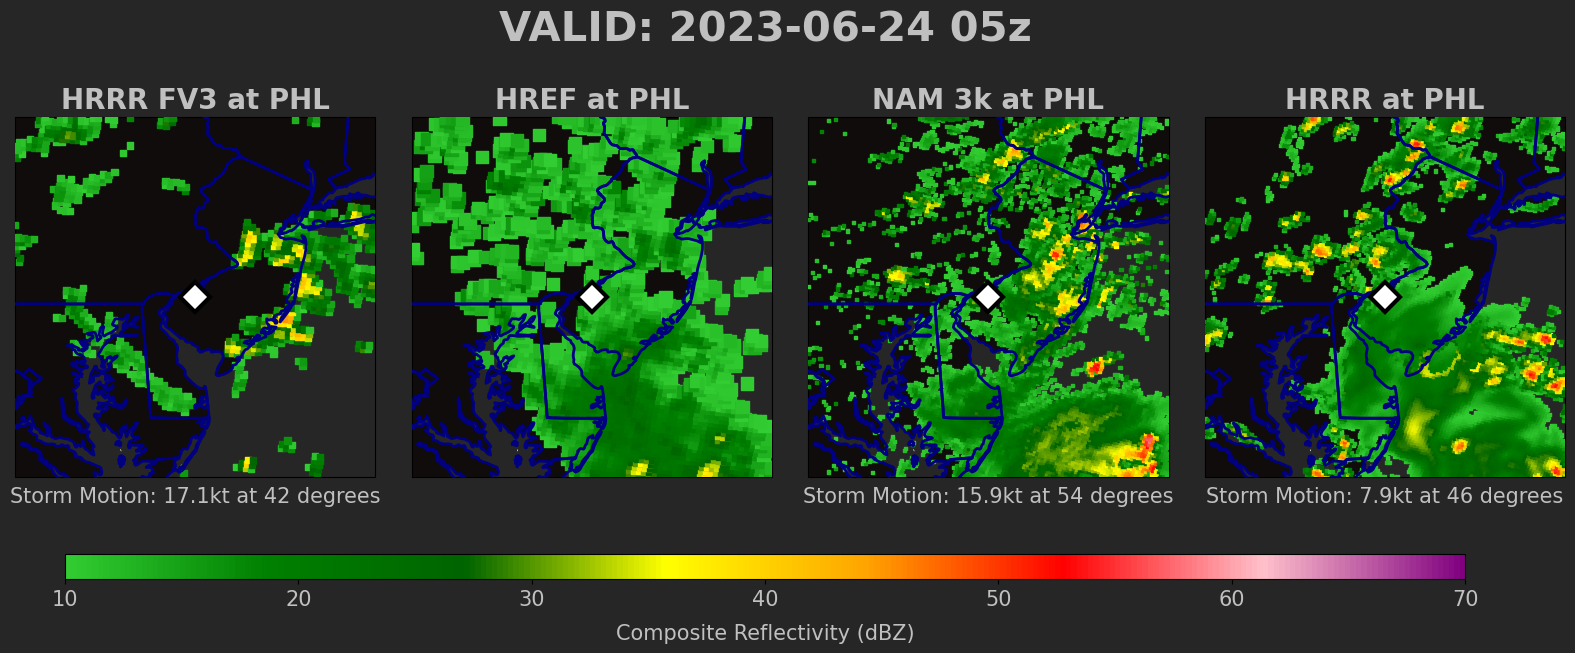 VALID: 2023-06-24 05z
HRRR FV3 at PHL
HREF at PHL
NAM 3k at PHL
HRRR at PHL
Storm Motion: 17.1kt at 42 degrees
Storm Motion: 15.9kt at 54 degrees
Storm Motion: 7.9kt at 46 degrees
10 20 30 40 50 60 70
Composite Reflectivity (dBZ)